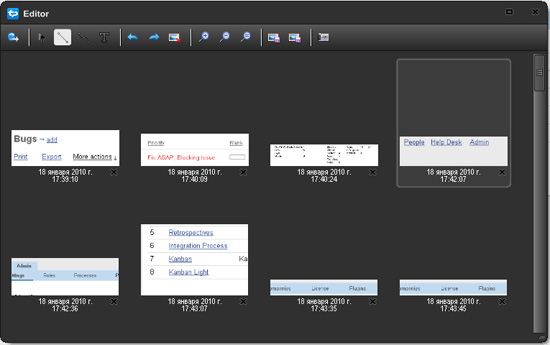 Editor
Bugs → add
Print Export More actions ↓
Priority
Fix ASAP. Blocking Issue
People Help Desk Admin
18 января 2010 г.
17:39:10
18 января 2010 г.
17:40:09
18 января 2010 г.
17:40:24
18 января 2010 г.
17:42:07
Admin
Bugs Roles Processes
5 Retrospectives
6 Integration Process
7 Kanban Ka
8 Kanban Light
License Plugins
License Plugins
18 января 2010 г.
17:42:36
18 января 2010 г.
17:43:07
18 января 2010 г.
17:43:35
18 января 2010 г.
17:43:45